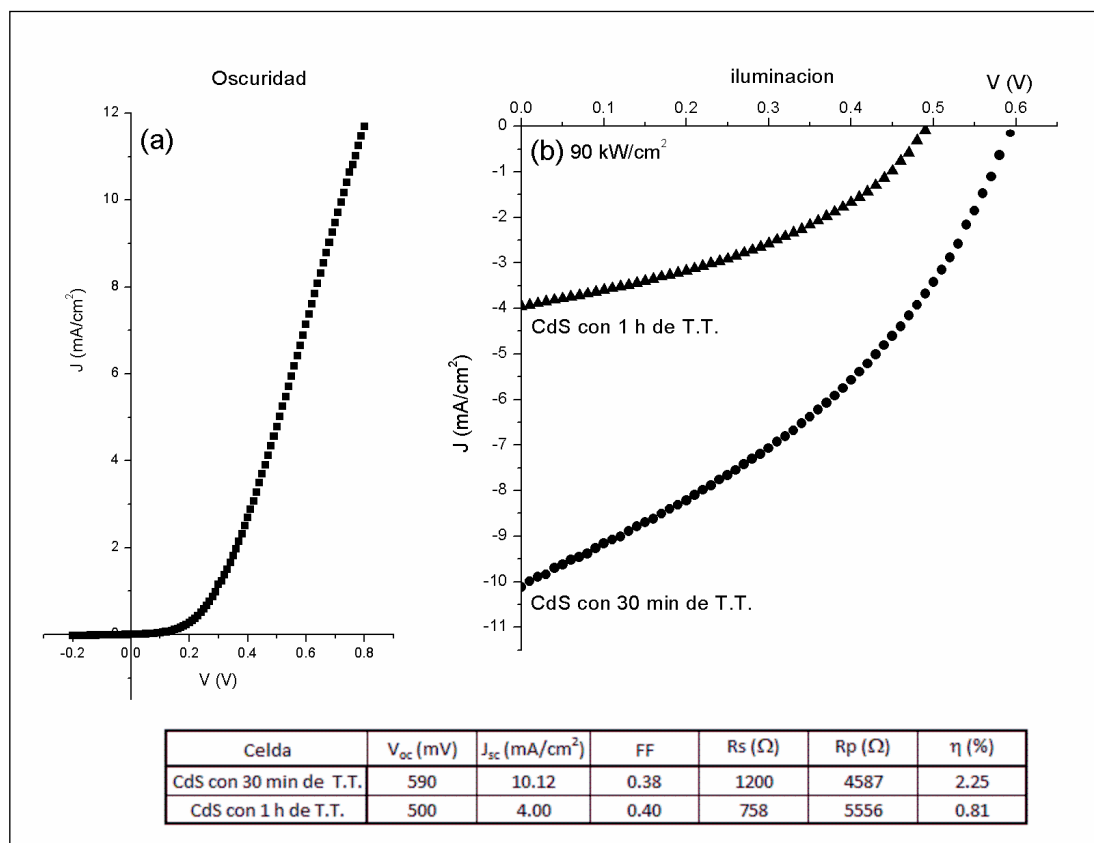 Oscuridad
(a)
12
10
8
6
4
2
0
J (mA/cm²)
-0.2
0.0
0.2
0.4
0.6
0.8
V (V)
iluminacion
V (V)
0.0
0.1
0.2
0.3
0.4
0.5
0.6
(b) 90 kW/cm²
0
-1
-2
-3
-4
-5
-6
-7
-8
-9
-10
-11
J (mA/cm²)
CdS con 1 h de T.T.
CdS con 30 min de T.T.
Celda Voc (mV) Jsc (mA/cm²) FF Rs (Ω) Rp (Ω) η (%)
CdS con 30 min de T.T. 590 10.12 0.38 1200 4587 2.25
CdS con 1 h de T.T. 500 4.00 0.40 758 5556 0.81